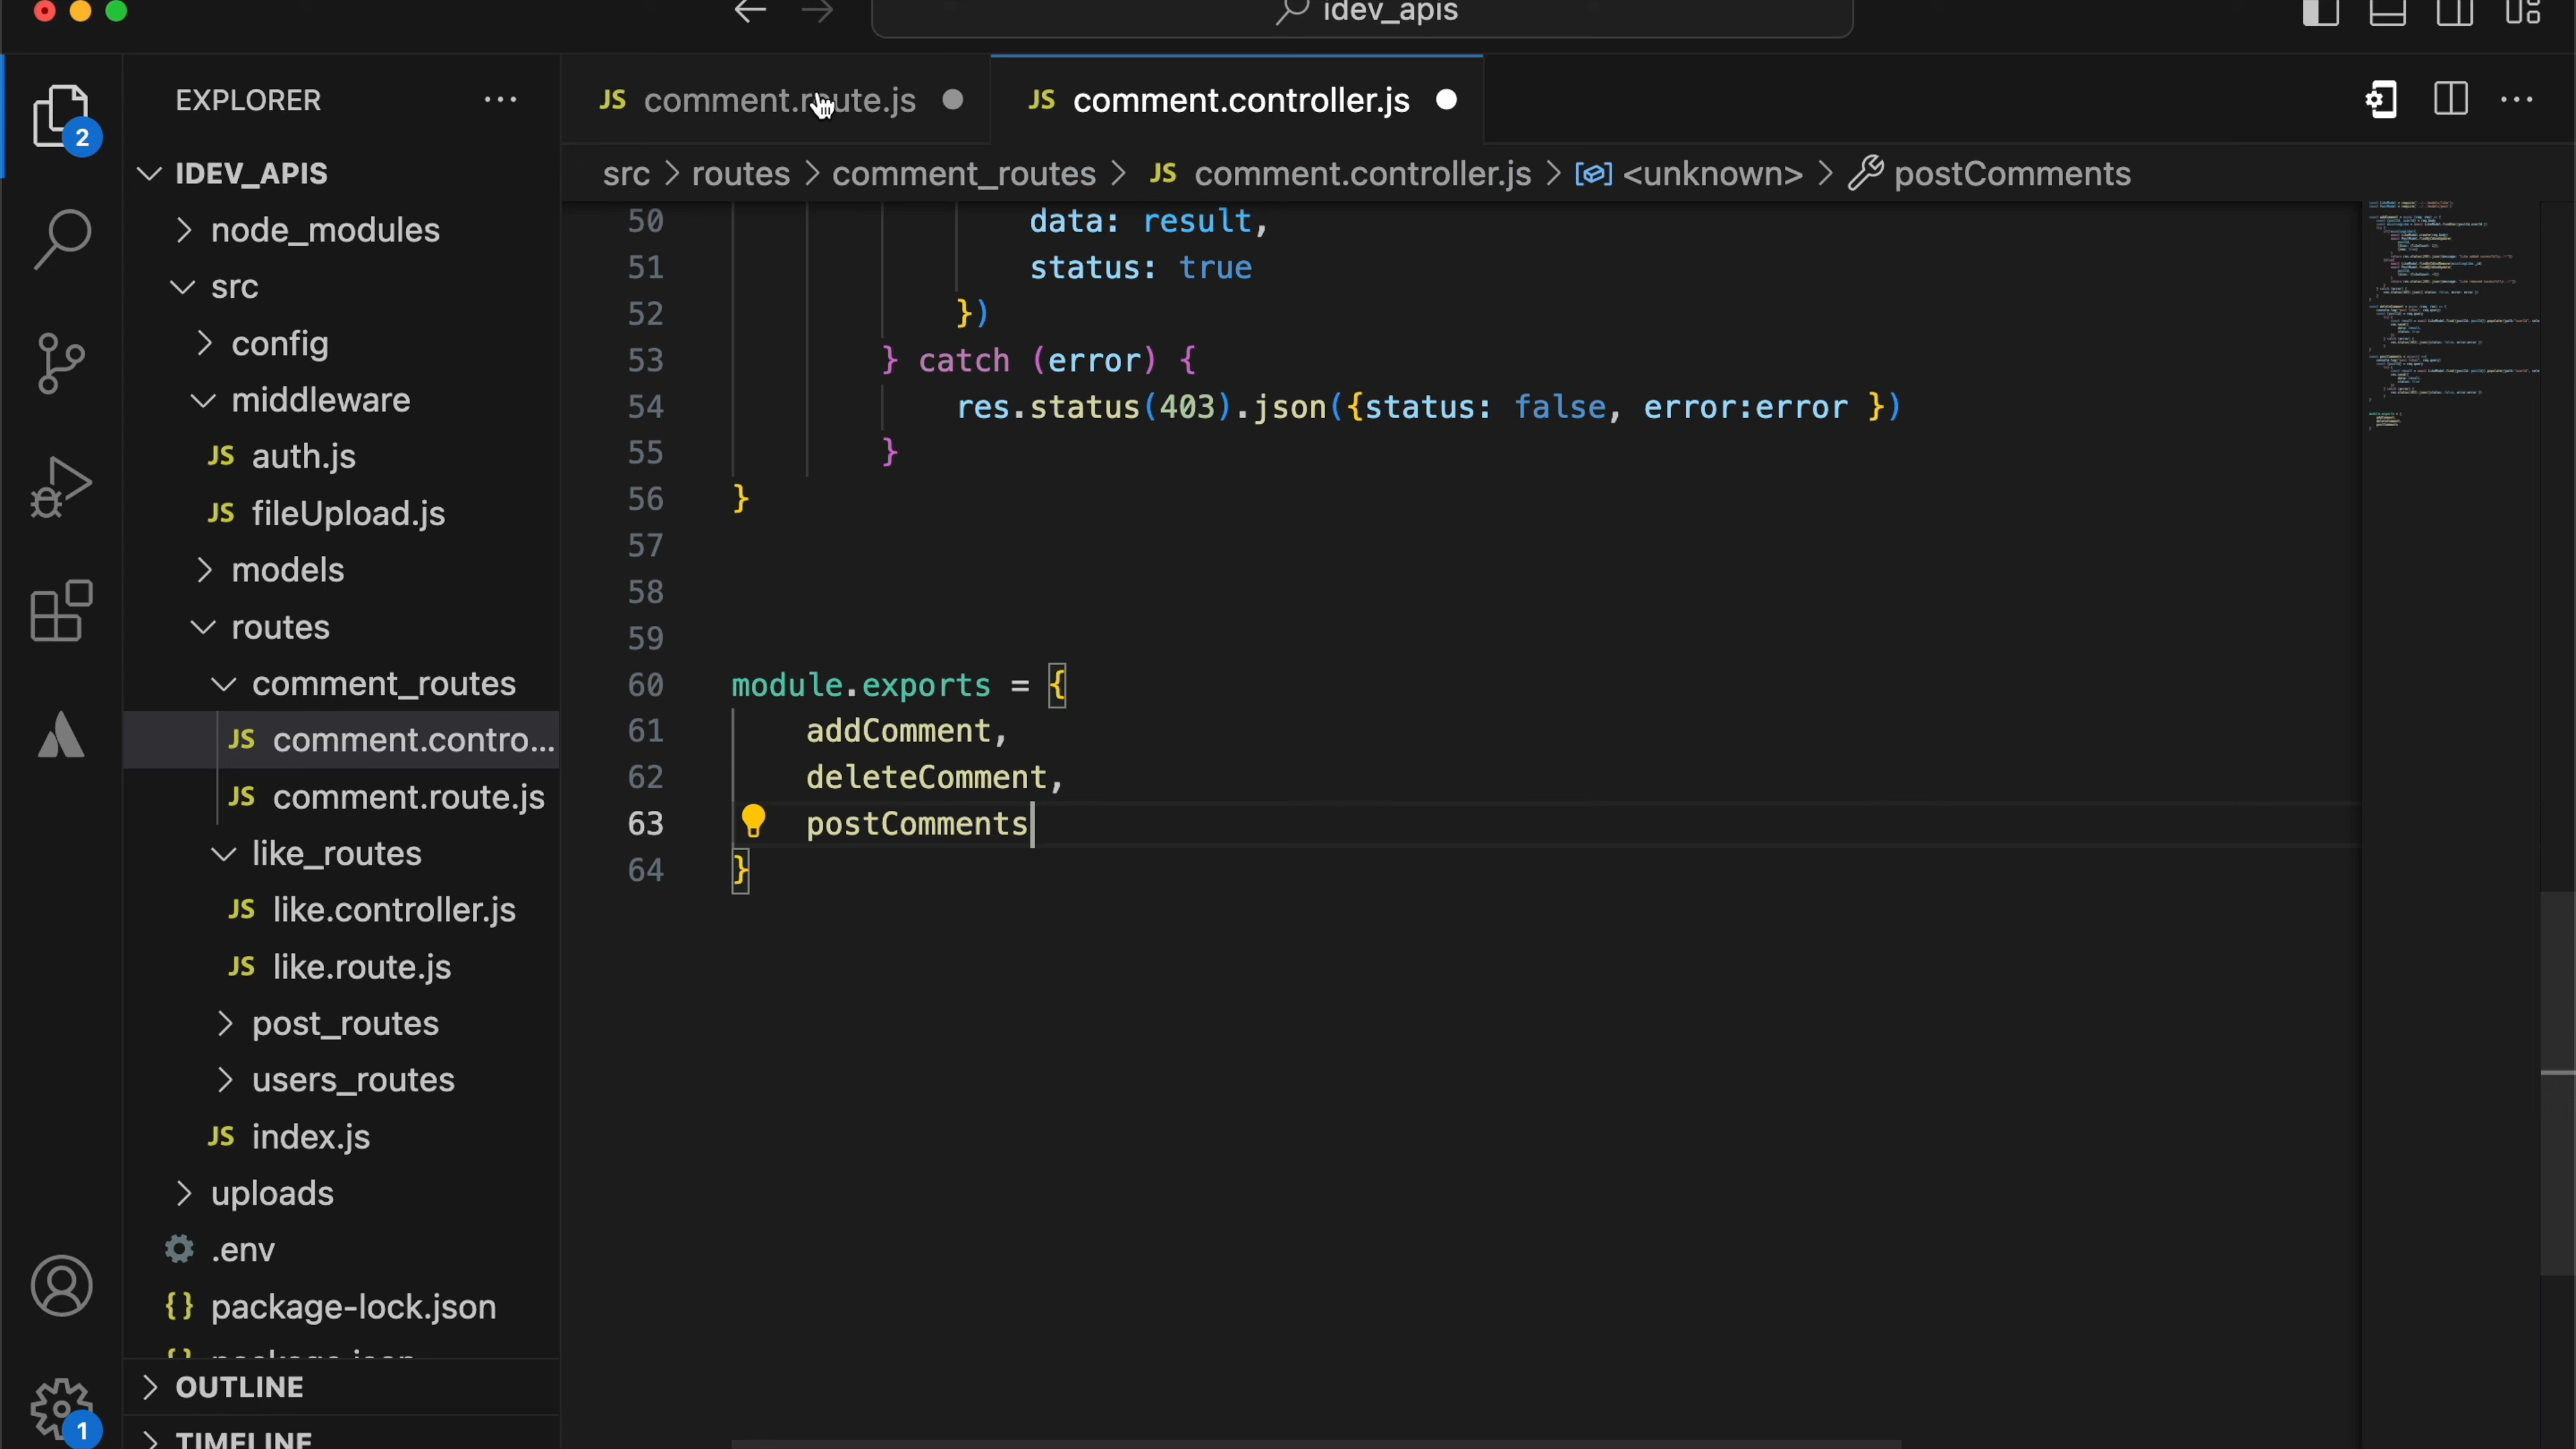 idev_apis
2
EXPLORER
JS comment.route.js
JS comment.controller.js
src > routes > comment_routes > JS comment.controller.js > <unknown> > postComments
IDEV_APIS
node_modules
src
config
middleware
JS auth.js
JS fileUpload.js
models
routes
comment_routes
JS comment.contro...
JS comment.route.js
like_routes
JS like.controller.js
JS like.route.js
post_routes
users_routes
JS index.js
uploads
.env
{} package-lock.json
{} package.json
OUTLINE
TIMELINE
1
50 data: result,
51 status: true
52 })
53 } catch (error) {
54 res.status(403).json({status: false, error:error })
55 }
56 }
57
58
59
60 module.exports = {
61 addComment,
62 deleteComment,
63 postComments
64 }